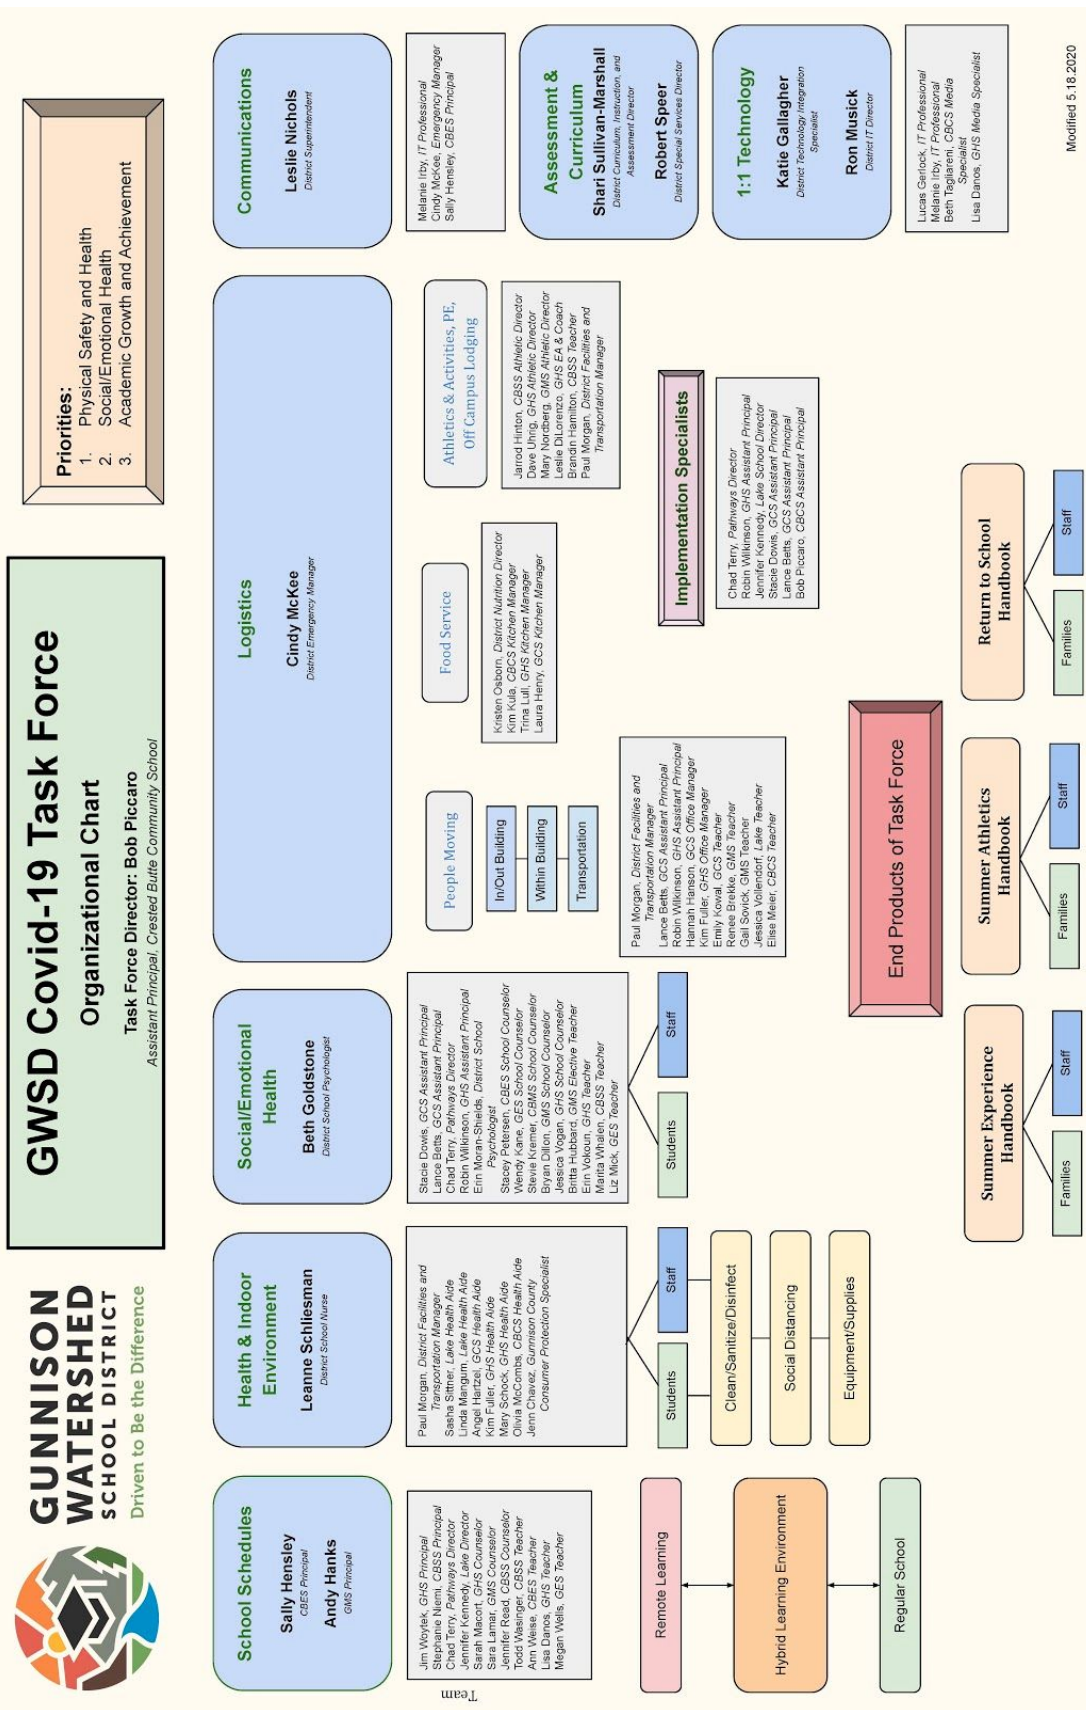 GUNNISON
WATERSHED
SCHOOL DISTRICT
Driven to Be the Difference
GWSD Covid-19 Task Force
Organizational Chart
Task Force Director: Bob Piccaro
Assistant Principal, Crested Butte Community School
Priorities:
1. Physical Safety and Health
2. Social/Emotional Health
3. Academic Growth and Achievement
School Schedules
Sally Hensley
CBES Principal
Andy Hanks
GMS Principal
Team
Jim Woytek, GHS Principal
Stephanie Niemi, CBSS Principal
Chad Terry, Pathways Director
Jennifer Kennedy, Lake Director
Sarah Macort, GHS Counselor
Sara Lamar, GMS Counselor
Jennifer Read, CBSS Counselor
Todd Wasinger, CBSS Teacher
Ann Weise, CBES Teacher
Lisa Danos, GHS Teacher
Megan Wells, GES Teacher
Remote Learning
Hybrid Learning Environment
Regular School
Health & Indoor
Environment
Leanne Schliesman
District School Nurse
Paul Morgan, District Facilities and
Transportation Manager
Sasha Sittner, Lake Health Aide
Linda Mangum, Lake Health Aide
Angel Hartzel, GCS Health Aide
Kim Fuller, GHS Health Aide
Mary Schock, GHS Health Aide
Olivia McCombs, CBCS Health Aide
Jenn Chavez, Gunnison County
Consumer Protection Specialist
Students
Staff
Clean/Sanitize/Disinfect
Social Distancing
Equipment/Supplies
Social/Emotional
Health
Beth Goldstone
District School Psychologist
Stacie Dowis, GCS Assistant Principal
Lance Betts, GCS Assistant Principal
Chad Terry, Pathways Director
Robin Wilkinson, GHS Assistant Principal
Erin Moran-Shields, District School
Psychologist
Stacey Petersen, CBES School Counselor
Wendy Kane, GES School Counselor
Stevie Kremer, CBMS School Counselor
Bryan Dillon, GMS School Counselor
Jessica Vogan, GHS School Counselor
Britta Hubbard, GMS Elective Teacher
Erin Vokoun, GHS Teacher
Marita Whalen, CBSS Teacher
Liz Mick, GES Teacher
Students
Staff
Logistics
Cindy McKee
District Emergency Manager
People Moving
In/Out Building
Within Building
Transportation
Paul Morgan, District Facilities and
Transportation Manager
Lance Betts, GCS Assistant Principal
Robin Wilkinson, GHS Assistant Principal
Hannah Hanson, GCS Office Manager
Kim Fuller, GHS Office Manager
Emily Kowal, GCS Teacher
Renee Brekke, GMS Teacher
Gail Sovick, GMS Teacher
Jessica Vollendorf, Lake Teacher
Elise Meier, CBCS Teacher
Food Service
Kristen Osborn, District Nutrition Director
Kim Kula, CBCS Kitchen Manager
Trina Lull, GHS Kitchen Manager
Laura Henry, GCS Kitchen Manager
Athletics & Activities, PE,
Off Campus Lodging
Jarrod Hinton, CBSS Athletic Director
Dave Uhrig, GHS Athletic Director
Mary Nordberg, GMS Athletic Director
Leslie DiLorenzo, GHS EA & Coach
Brandin Hamilton, CBSS Teacher
Paul Morgan, District Facilities and
Transportation Manager
Communications
Leslie Nichols
District Superintendent
Melanie Irby, IT Professional
Cindy McKee, Emergency Manager
Sally Hensley, CBES Principal
Assessment &
Curriculum
Shari Sullivan-Marshall
District Curriculum, Instruction, and
Assessment Director
Robert Speer
District Special Services Director
1:1 Technology
Katie Gallagher
District Technology Integration
Specialist
Ron Musick
District IT Director
Lucas Gerlock, IT Professional
Melanie Irby, IT Professional
Beth Tagliareni, CBCS Media
Specialist
Lisa Danos, GHS Media Specialist
Implementation Specialists
Chad Terry, Pathways Director
Robin Wilkinson, GHS Assistant Principal
Jennifer Kennedy, Lake School Director
Stacie Dowis, GCS Assistant Principal
Lance Betts, GCS Assistant Principal
Bob Piccaro, CBCS Assistant Principal
End Products of Task Force
Summer Experience
Handbook
Families
Staff
Summer Athletics
Handbook
Families
Staff
Return to School
Handbook
Families
Staff
Modified 5.18.2020